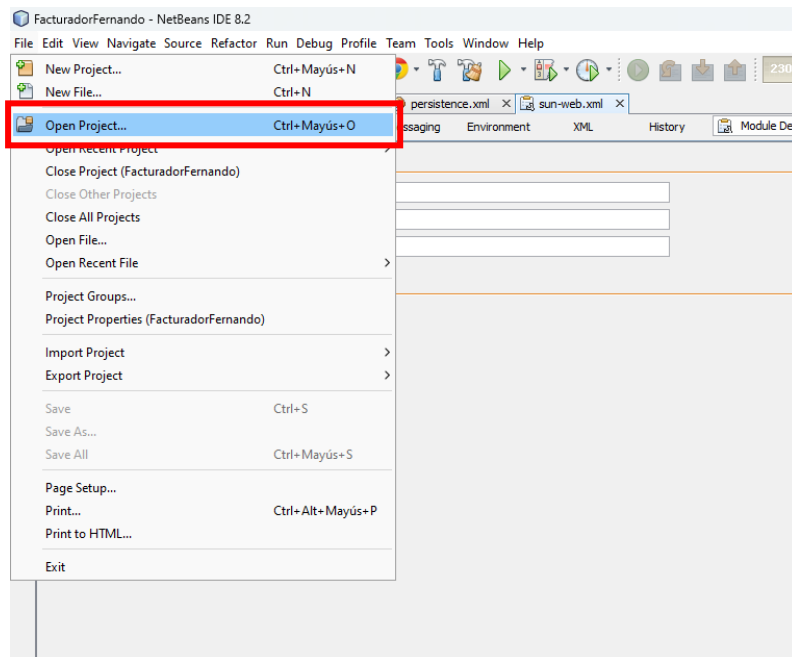 FacturadorFernando - NetBeans IDE 8.2
File Edit View Navigate Source Refactor Run Debug Profile Team Tools Window Help
New Project... Ctrl+Mayús+N
230
New File... Ctrl+N
persistence.xml sun-web.xml
Open Project... Ctrl+Mayús+O
Environment XML History Module De
Open Recent Project
Close Project (FacturadorFernando)
Close Other Projects
Close All Projects
Open File...
Open Recent File
Project Groups...
Project Properties (FacturadorFernando)
Import Project
Export Project
Save Ctrl+S
Save As...
Save All Ctrl+Mayús+S
Page Setup...
Print... Ctrl+Alt+Mayús+P
Print to HTML...
Exit